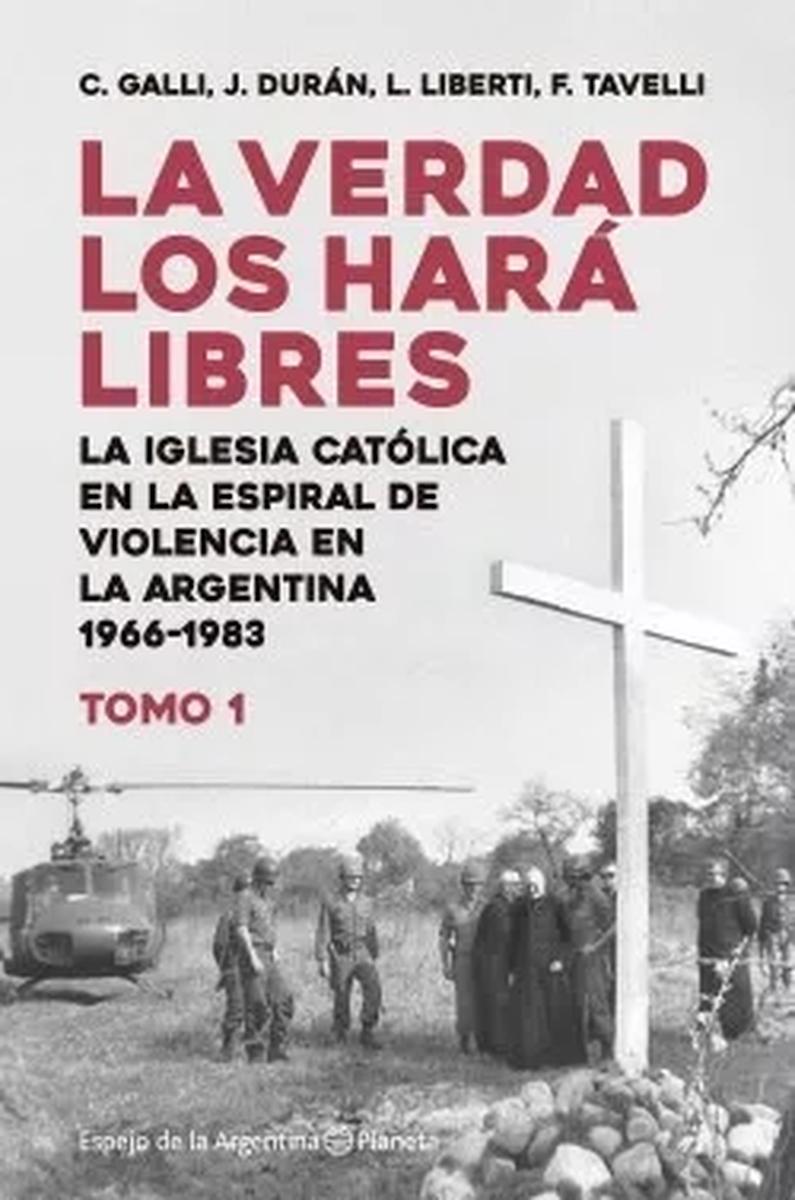 C. GALLI, J. DURÁN, L. LIBERTI, F. TAVELLI
LA VERDAD
LOS HARÁ
LIBRES
LA IGLESIA CATÓLICA
EN LA ESPIRAL DE
VIOLENCIA EN
LA ARGENTINA
1966-1983
TOMO 1
Espejo de la Argentina Planeta